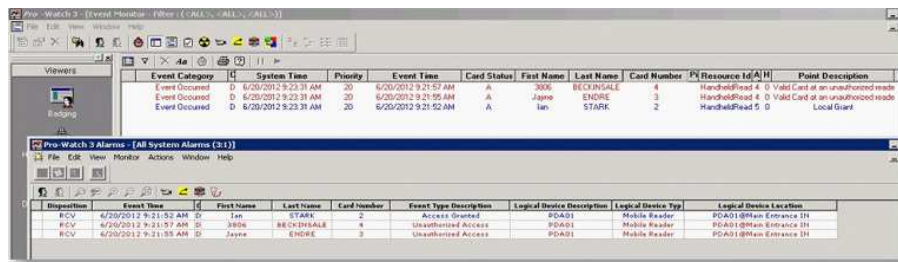 Pro -Watch 3 - [Event Monitor - Filter : (<ALL>, <ALL>, <ALL>)]
File Edit View Window Help
Viewers
Badging
Event Category C System Time Priority Event Time Card Status First Name Last Name Card Number Pi Resource Id A H Point Description
Event Occurred D 6/20/2012 9:23:31 AM 20 6/20/2012 9:21:57 AM A 3806 BECKINSALE 4 HandheldRead 4 0 Valid Card at an unauthorized reade
Event Occurred D 6/20/2012 9:23:31 AM 20 6/20/2012 9:21:55 AM A Jayne ENDRE 3 HandheldRead 4 0 Valid Card at an unauthorized reade
Event Occurred D 6/20/2012 9:23:31 AM 20 6/20/2012 9:21:52 AM A Ian STARK 2 HandheldRead 5 0 Local Grant
Pro-Watch 3 Alarms - [All System Alarms (3:1)]
File Edit View Monitor Actions Window Help
Disposition Event Time First Name Last Name Card Number Event Type Description Logical Device Description Logical Device Typ Logical Device Location
RCV 6/20/2012 9:21:52 AM D Ian STARK 2 Access Granted PDA01 Mobile Reader PDA01@Main Entrance IN
RCV 6/20/2012 9:21:57 AM D 3806 BECKINSALE 4 Unauthorized Access PDA01 Mobile Reader PDA01@Main Entrance IN
RCV 6/20/2012 9:21:55 AM D Jayne ENDRE 3 Unauthorized Access PDA01 Mobile Reader PDA01@Main Entrance IN